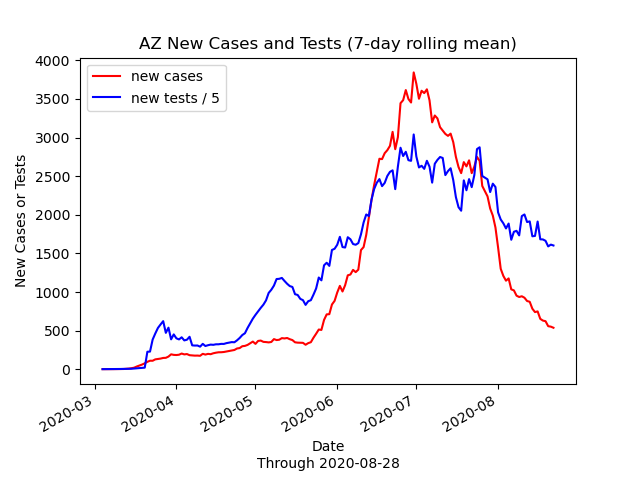 AZ New Cases and Tests (7-day rolling mean)
new cases
new tests / 5
4000
3500
3000
2500
2000
1500
1000
500
0
New Cases or Tests
2020-03
2020-04
2020-05
2020-06
2020-07
2020-08
Date
Through 2020-08-28